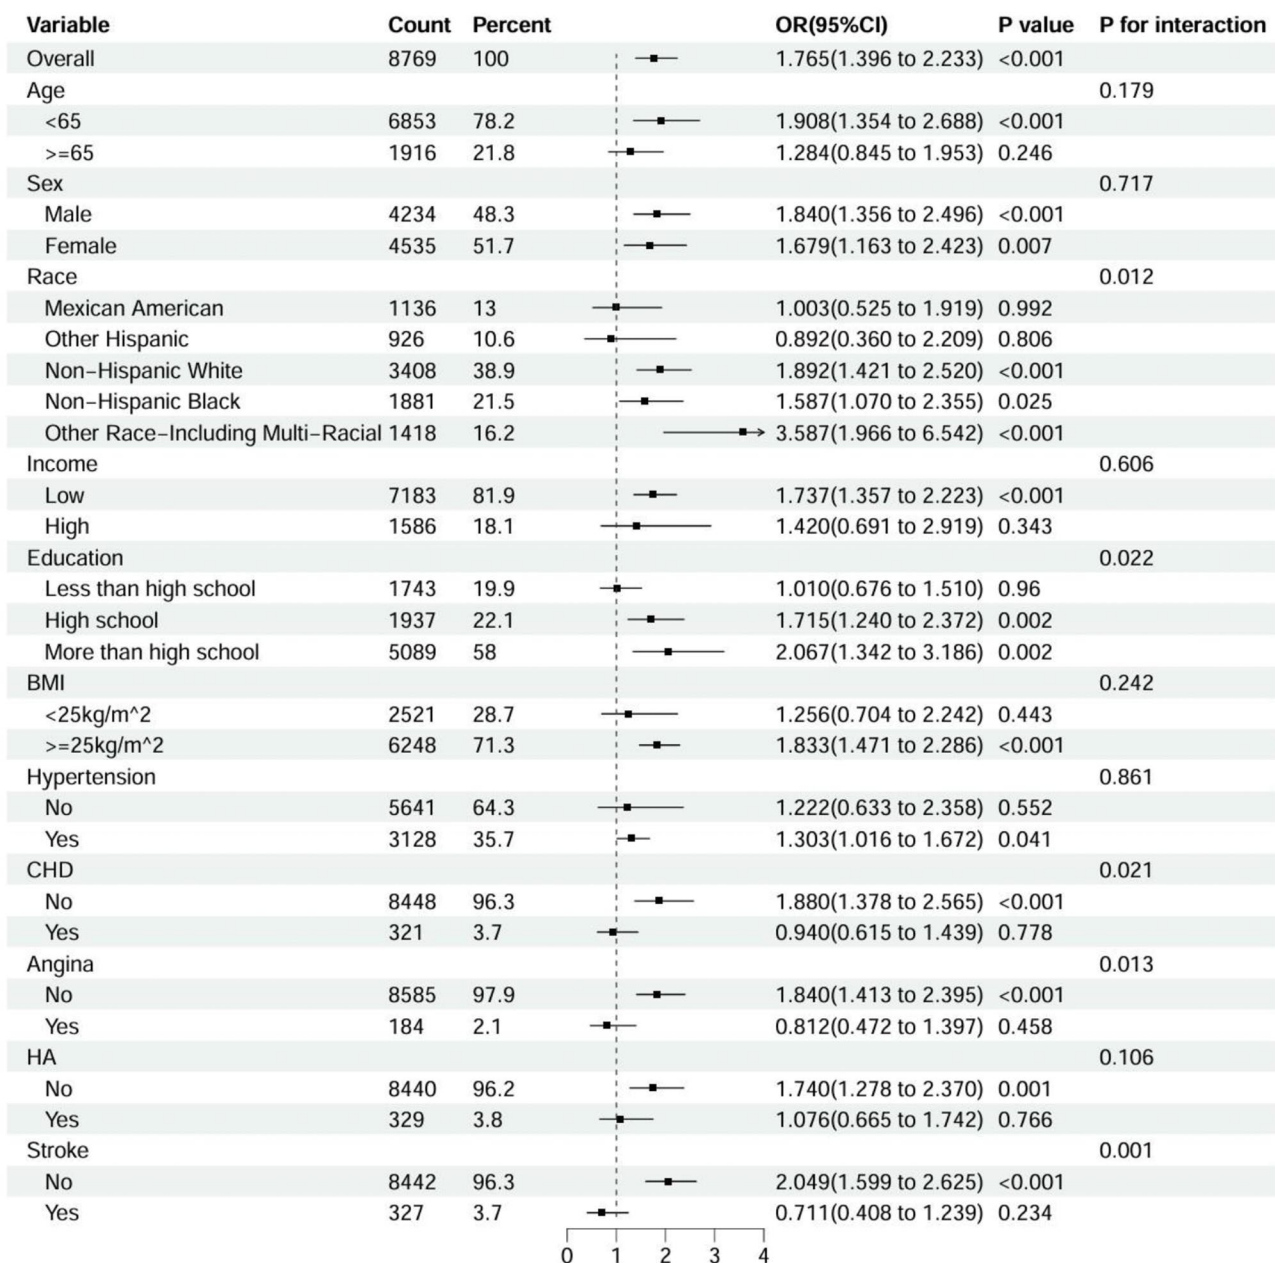 Variable Count Percent OR(95%CI) P value P for interaction
Overall 8769 100 1.765(1.396 to 2.233) <0.001
Age 0.179
<65 6853 78.2 1.908(1.354 to 2.688) <0.001
>=65 1916 21.8 1.284(0.845 to 1.953) 0.246
Sex 0.717
Male 4234 48.3 1.840(1.356 to 2.496) <0.001
Female 4535 51.7 1.679(1.163 to 2.423) 0.007
Race 0.012
Mexican American 1136 13 1.003(0.525 to 1.919) 0.992
Other Hispanic 926 10.6 0.892(0.360 to 2.209) 0.806
Non−Hispanic White 3408 38.9 1.892(1.421 to 2.520) <0.001
Non−Hispanic Black 1881 21.5 1.587(1.070 to 2.355) 0.025
Other Race−Including Multi−Racial 1418 16.2 3.587(1.966 to 6.542) <0.001
Income 0.606
Low 7183 81.9 1.737(1.357 to 2.223) <0.001
High 1586 18.1 1.420(0.691 to 2.919) 0.343
Education 0.022
Less than high school 1743 19.9 1.010(0.676 to 1.510) 0.96
High school 1937 22.1 1.715(1.240 to 2.372) 0.002
More than high school 5089 58 2.067(1.342 to 3.186) 0.002
BMI 0.242
<25kg/m^2 2521 28.7 1.256(0.704 to 2.242) 0.443
>=25kg/m^2 6248 71.3 1.833(1.471 to 2.286) <0.001
Hypertension 0.861
No 5641 64.3 1.222(0.633 to 2.358) 0.552
Yes 3128 35.7 1.303(1.016 to 1.672) 0.041
CHD 0.021
No 8448 96.3 1.880(1.378 to 2.565) <0.001
Yes 321 3.7 0.940(0.615 to 1.439) 0.778
Angina 0.013
No 8585 97.9 1.840(1.413 to 2.395) <0.001
Yes 184 2.1 0.812(0.472 to 1.397) 0.458
HA 0.106
No 8440 96.2 1.740(1.278 to 2.370) 0.001
Yes 329 3.8 1.076(0.665 to 1.742) 0.766
Stroke 0.001
No 8442 96.3 2.049(1.599 to 2.625) <0.001
Yes 327 3.7 0.711(0.408 to 1.239) 0.234
0 1 2 3 4